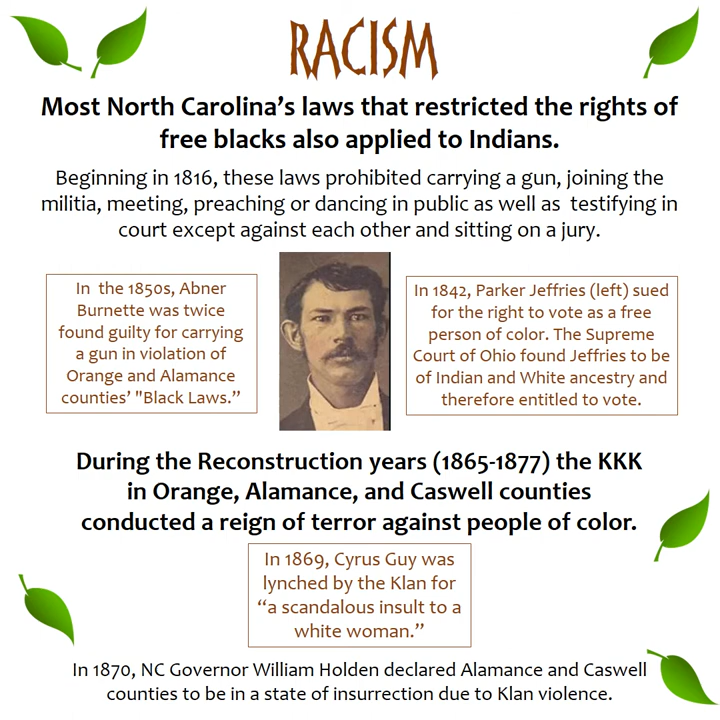 RACISM
Most North Carolina’s laws that restricted the rights of
free blacks also applied to Indians.
Beginning in 1816, these laws prohibited carrying a gun, joining the
militia, meeting, preaching or dancing in public as well as testifying in
court except against each other and sitting on a jury.
In the 1850s, Abner
Burnette was twice
found guilty for carrying
a gun in violation of
Orange and Alamance
counties’ "Black Laws.”
In 1842, Parker Jeffries (left) sued
for the right to vote as a free
person of color. The Supreme
Court of Ohio found Jeffries to be
of Indian and White ancestry and
therefore entitled to vote.
During the Reconstruction years (1865-1877) the KKK
in Orange, Alamance, and Caswell counties
conducted a reign of terror against people of color.
In 1869, Cyrus Guy was
lynched by the Klan for
“a scandalous insult to a
white woman.”
In 1870, NC Governor William Holden declared Alamance and Caswell
counties to be in a state of insurrection due to Klan violence.